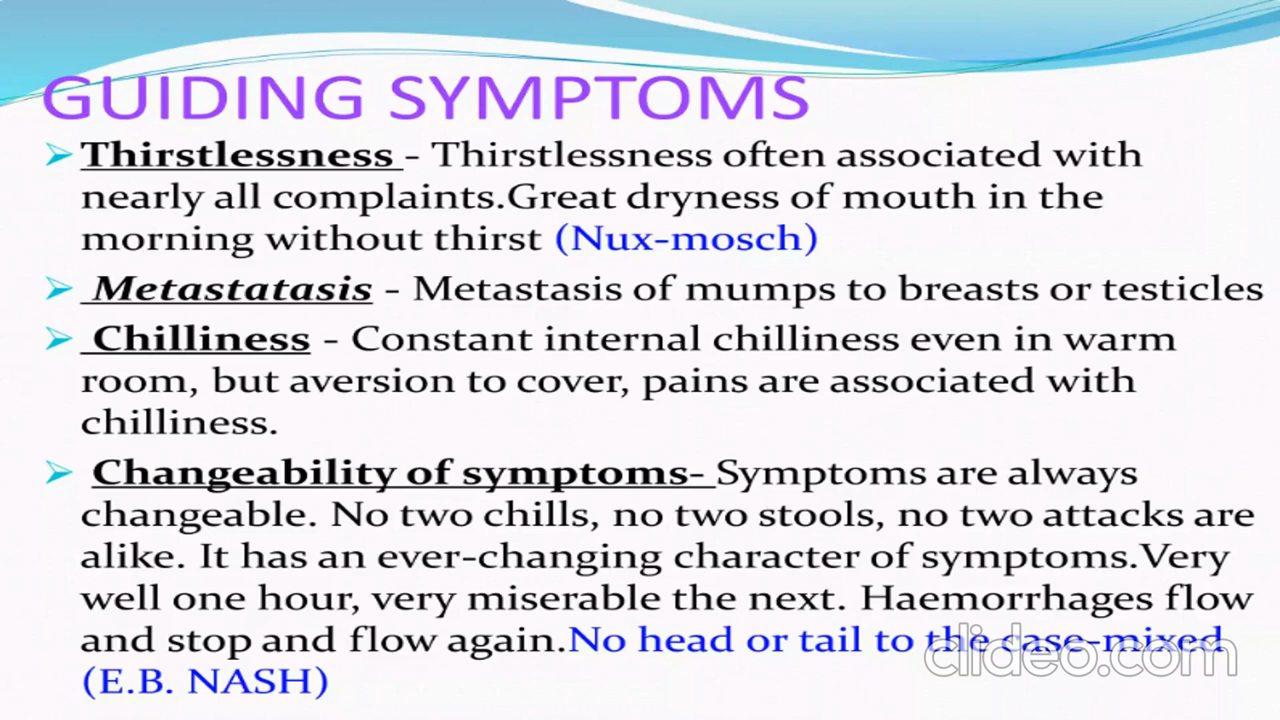 GUIDING SYMPTOMS
Thirstlessness - Thirstlessness often associated with
nearly all complaints.Great dryness of mouth in the
morning without thirst (Nux-mosch)
Metastatasis - Metastasis of mumps to breasts or testicles
Chilliness - Constant internal chilliness even in warm
room, but aversion to cover, pains are associated with
chilliness.
Changeability of symptoms- Symptoms are always
changeable. No two chills, no two stools, no two attacks are
alike. It has an ever-changing character of symptoms.Very
well one hour, very miserable the next. Haemorrhages flow
and stop and flow again.No head or tail to the case-mixed
(E.B. NASH)
clideo.com